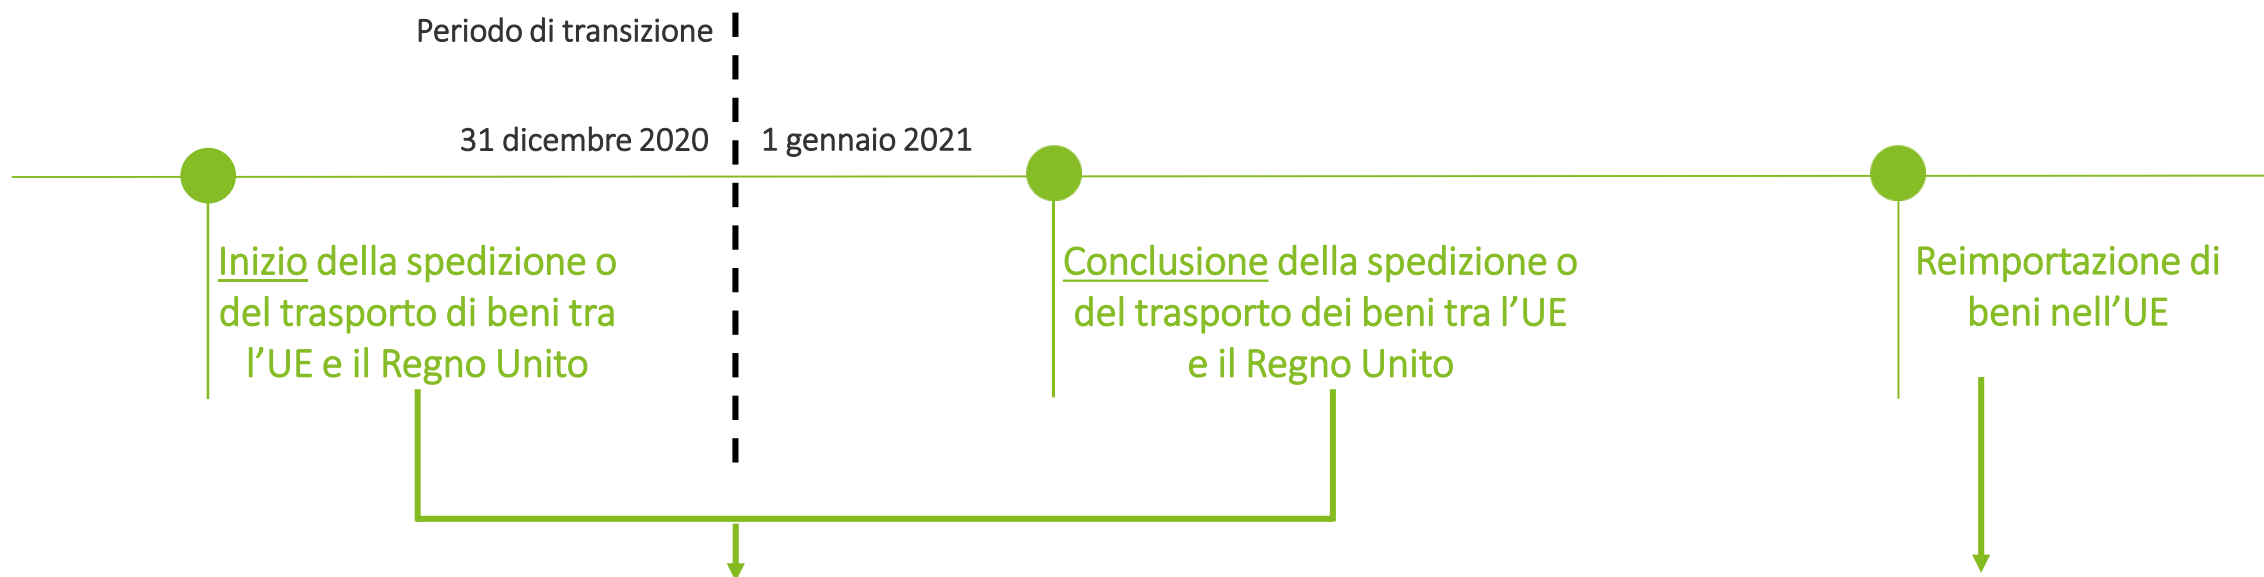 Periodo di transizione
31 dicembre 2020
1 gennaio 2021
Inizio della spedizione o
del trasporto di beni tra
l’UE e il Regno Unito
Conclusione della spedizione o
del trasporto dei beni tra l’UE
e il Regno Unito
Reimportazione di
beni nell’UE